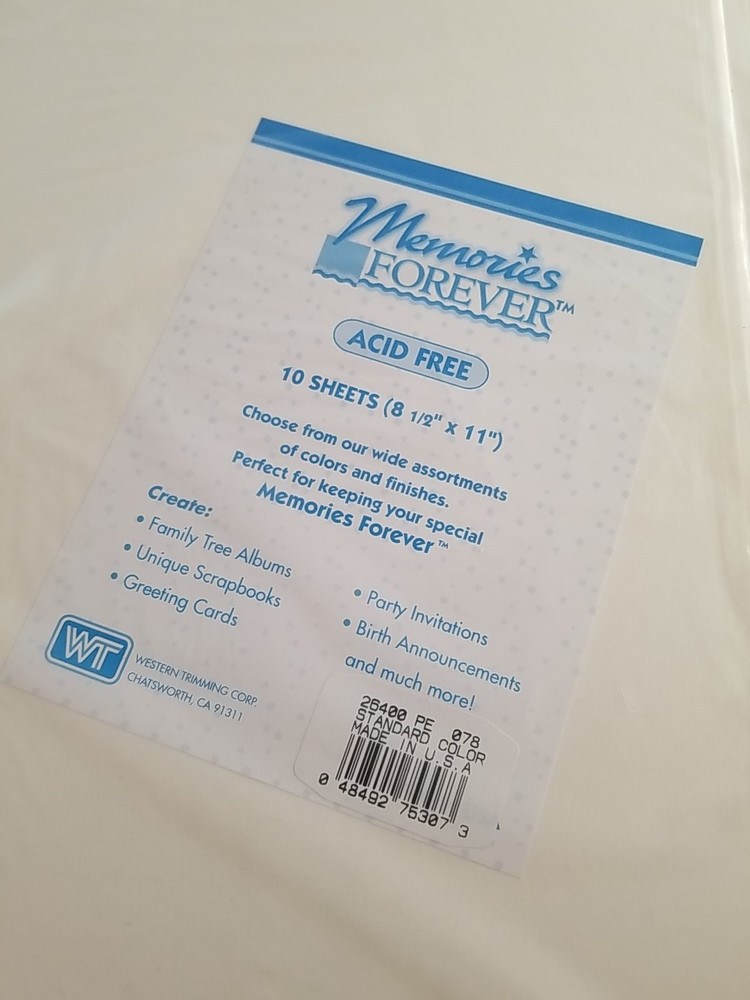 Memories
FOREVER™
ACID FREE
10 SHEETS (8 1/2" x 11")
Choose from our wide assortments
of colors and finishes.
Perfect for keeping your special
Memories Forever™
Create:
• Family Tree Albums
• Unique Scrapbooks
• Greeting Cards
• Party Invitations
• Birth Announcements
and much more!
WT
WESTERN TRIMMING CORP.
CHATSWORTH, CA 91311
26400 PE 078
STANDARD COLOR
MADE IN U.S.A
0 48492 75307 3